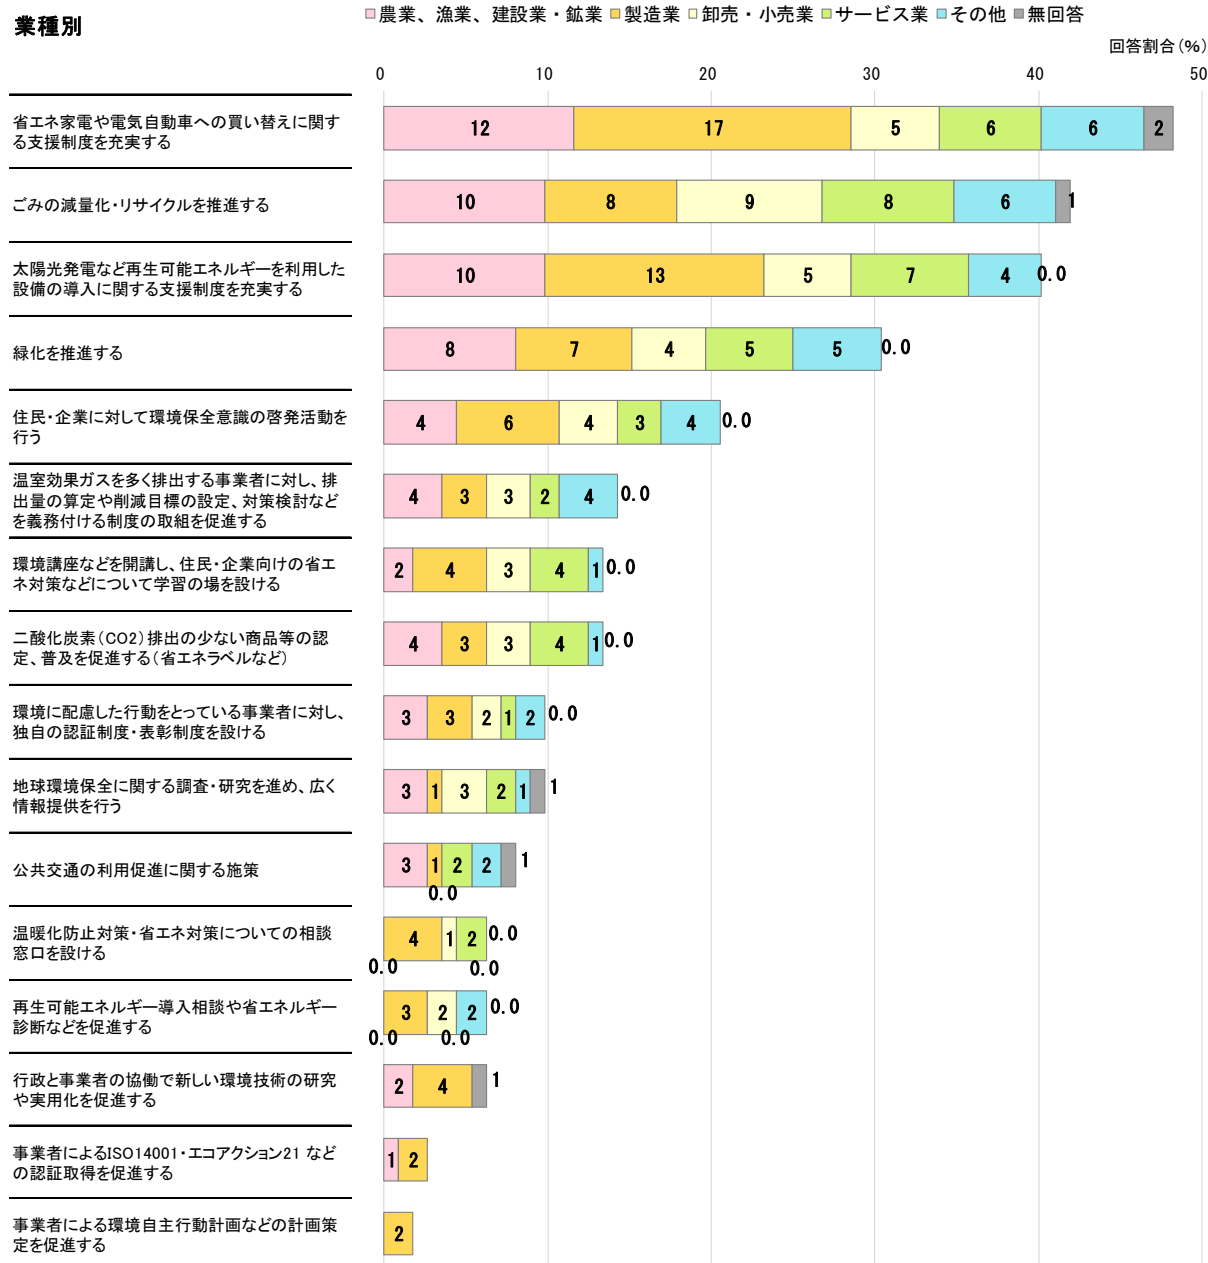 業種別
農業、漁業、建設業・鉱業 製造業 卸売・小売業 サービス業 その他 無回答
回答割合(%)
0 10 20 30 40 50
省エネ家電や電気自動車への買い替えに関す
る支援制度を充実する
12 17 5 6 6 2
ごみの減量化・リサイクルを推進する
10 8 9 8 6 1
太陽光発電など再生可能エネルギーを利用した
設備の導入に関する支援制度を充実する
10 13 5 7 4 0.0
緑化を推進する
8 7 4 5 5 0.0
住民・企業に対して環境保全意識の啓発活動を
行う
4 6 4 3 4 0.0
温室効果ガスを多く排出する事業者に対し、排
出量の算定や削減目標の設定、対策検討など
を義務付ける制度の取組を促進する
4 3 3 2 4 0.0
環境講座などを開講し、住民・企業向けの省エ
ネ対策などについて学習の場を設ける
2 4 3 4 1 0.0
二酸化炭素(CO2)排出の少ない商品等の認
定、普及を促進する(省エネラベルなど)
4 3 3 4 1 0.0
環境に配慮した行動をとっている事業者に対し、
独自の認証制度・表彰制度を設ける
3 3 2 1 2 0.0
地球環境保全に関する調査・研究を進め、広く
情報提供を行う
3 1 3 2 1 1
公共交通の利用促進に関する施策
3 1 2 2 1
0.0
温暖化防止対策・省エネ対策についての相談
窓口を設ける
4 1 2 0.0
0.0 0.0
再生可能エネルギー導入相談や省エネルギー
診断などを促進する
3 2 2 0.0
0.0 0.0
行政と事業者の協働で新しい環境技術の研究
や実用化を促進する
2 4 1
事業者によるISO14001・エコアクション21 など
の認証取得を促進する
1 2
事業者による環境自主行動計画などの計画策
定を促進する
2